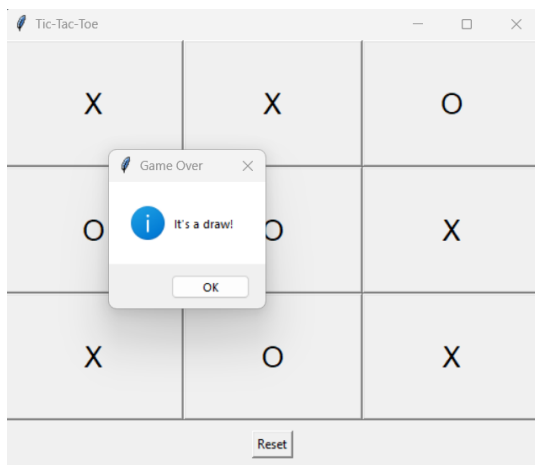 Tic-Tac-Toe
X X O
Game Over
It's a draw!
O O X
OK
X O X
Reset